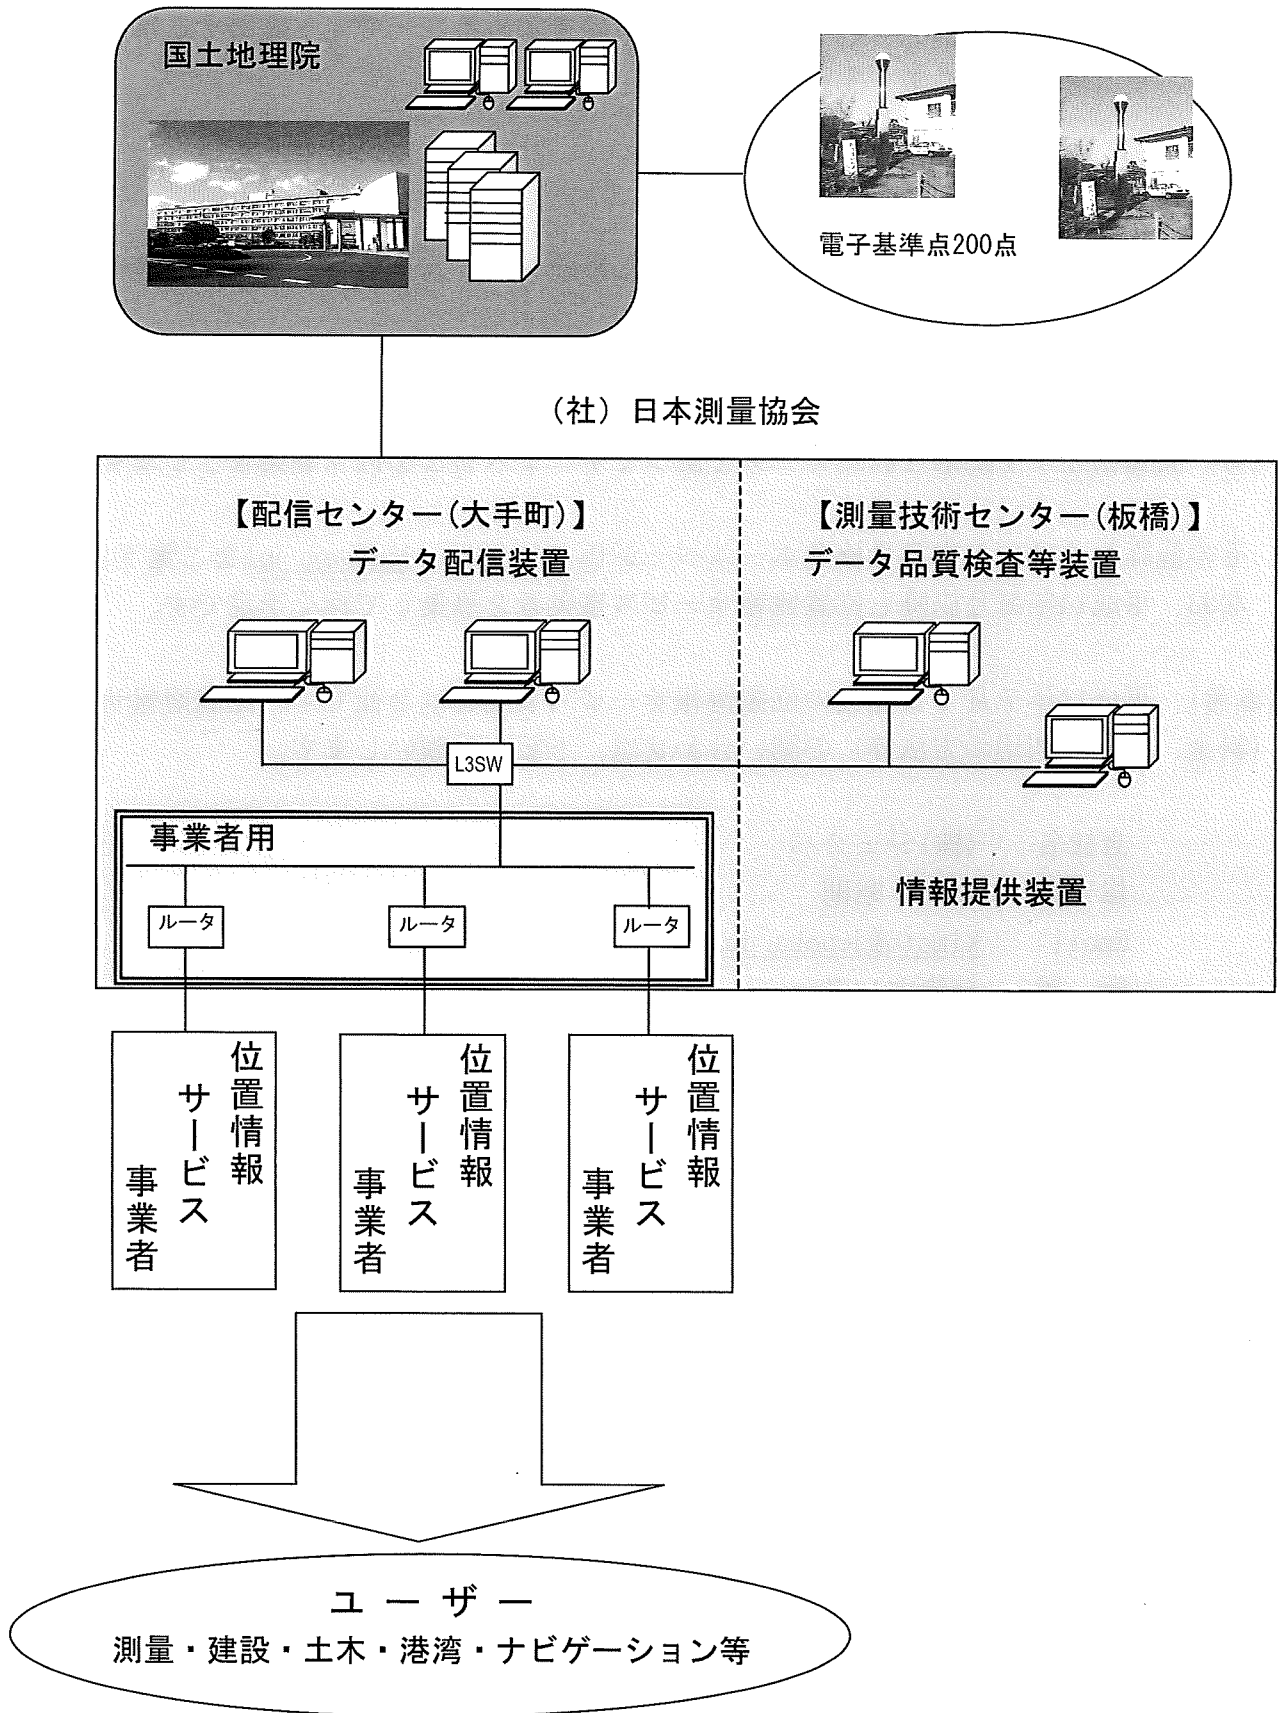 国土地理院
電子基準点200点
（社）日本測量協会
【配信センター（大手町）】
データ配信装置
【測量技術センター（板橋）】
データ品質検査等装置
L3SW
事業者用
ルータ
ルータ
ルータ
情報提供装置
位置情報
サービス
事業者
位置情報
サービス
事業者
位置情報
サービス
事業者
ユーザー
測量・建設・土木・港湾・ナビゲーション等